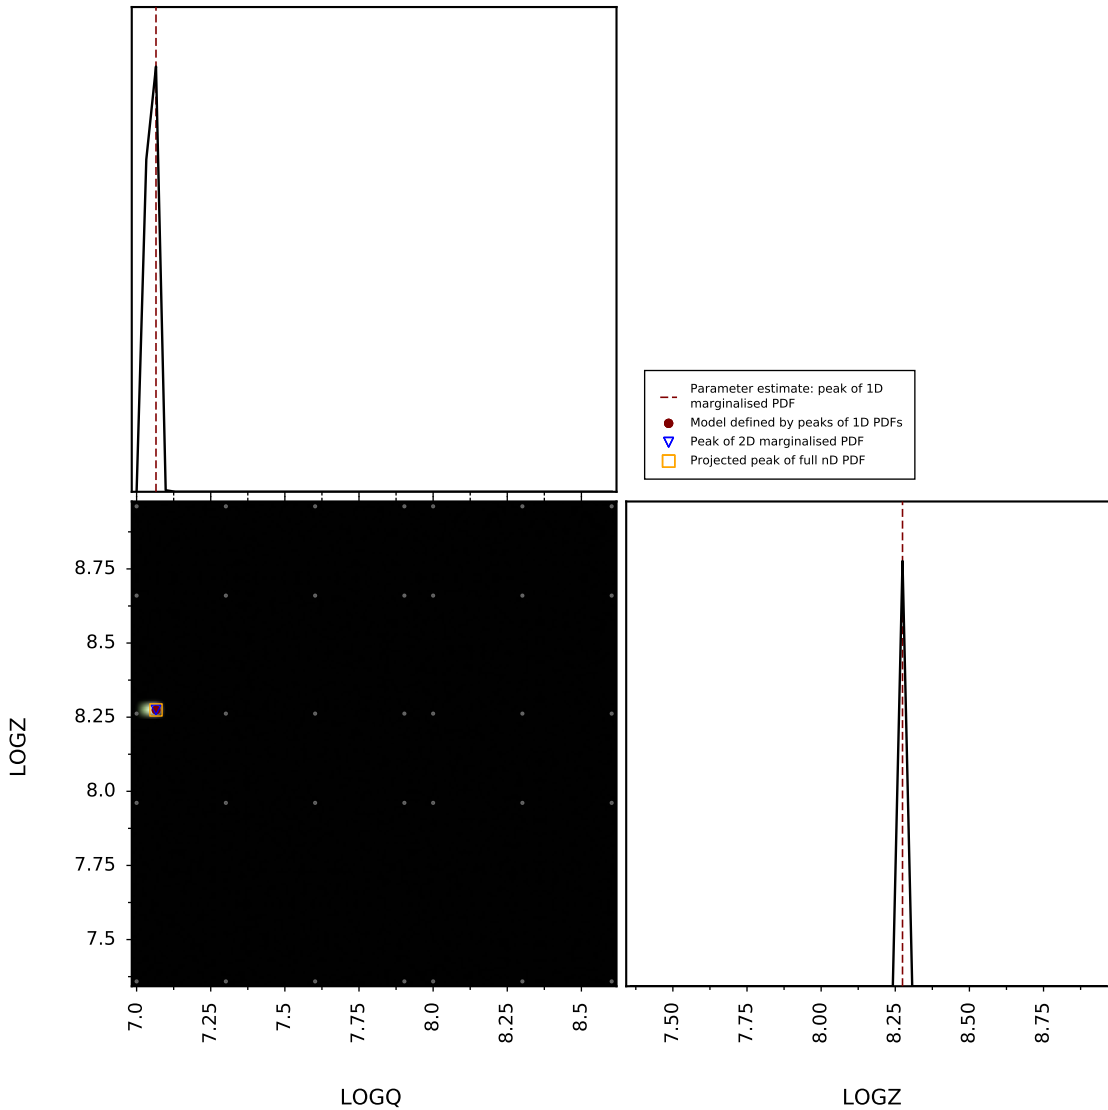 Parameter estimate: peak of 1D
marginalised PDF
Model defined by peaks of 1D PDFs
Peak of 2D marginalised PDF
Projected peak of full nD PDF
8.75
8.5
8.25
8.0
7.75
7.5
LOGZ
7.0 7.25 7.5 7.75 8.0 8.25 8.5
7.50 7.75 8.00 8.25 8.50 8.75
LOGQ
LOGZ